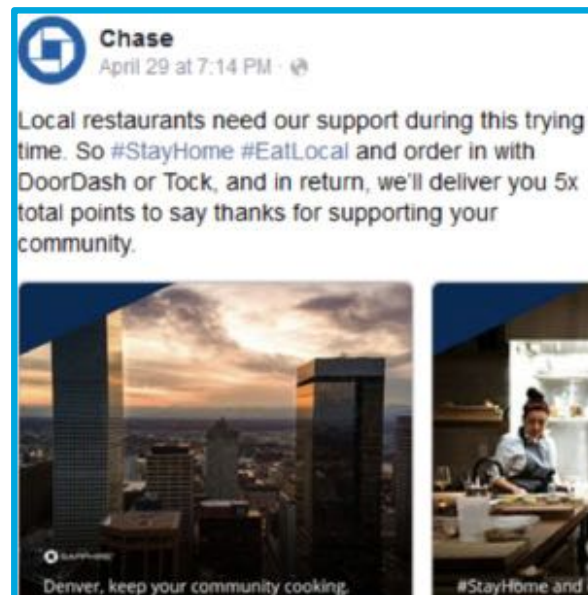 Chase
April 29 at 7:14 PM ·
Local restaurants need our support during this trying
time. So #StayHome #EatLocal and order in with
DoorDash or Tock, and in return, we'll deliver you 5x
total points to say thanks for supporting your
community.
SAPPHIRE
Denver, keep your community cooking.
#StayHome and